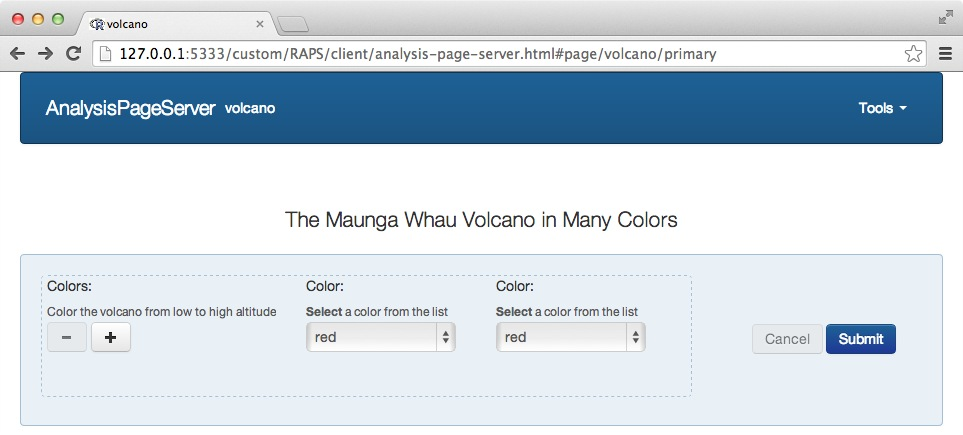 volcano
127.0.0.1:5333/custom/RAPS/client/analysis-page-server.html#page/volcano/primary
AnalysisPageServer volcano Tools
The Maunga Whau Volcano in Many Colors
Colors: Color: Color:
Color the volcano from low to high altitude Select a color from the list Select a color from the list
− + red red Cancel Submit